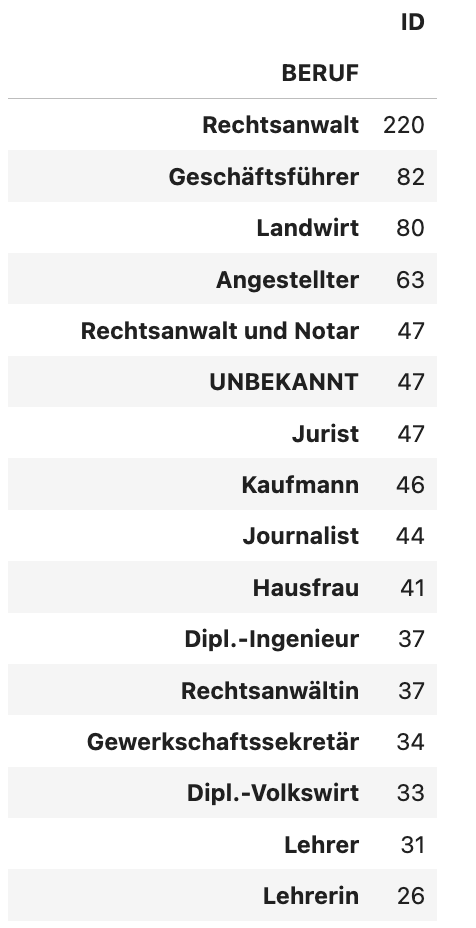 ID
BERUF
Rechtsanwalt 220
Geschäftsführer 82
Landwirt 80
Angestellter 63
Rechtsanwalt und Notar 47
UNBEKANNT 47
Jurist 47
Kaufmann 46
Journalist 44
Hausfrau 41
Dipl.-Ingenieur 37
Rechtsanwältin 37
Gewerkschaftssekretär 34
Dipl.-Volkswirt 33
Lehrer 31
Lehrerin 26